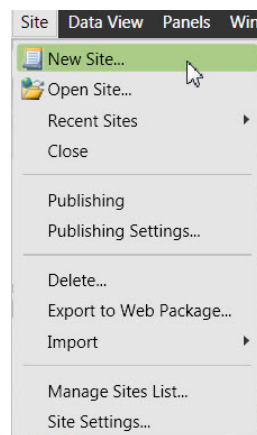 Site Data View Panels
New Site...
Open Site...
Recent Sites
Close
Publishing
Publishing Settings...
Delete...
Export to Web Package...
Import
Manage Sites List...
Site Settings...